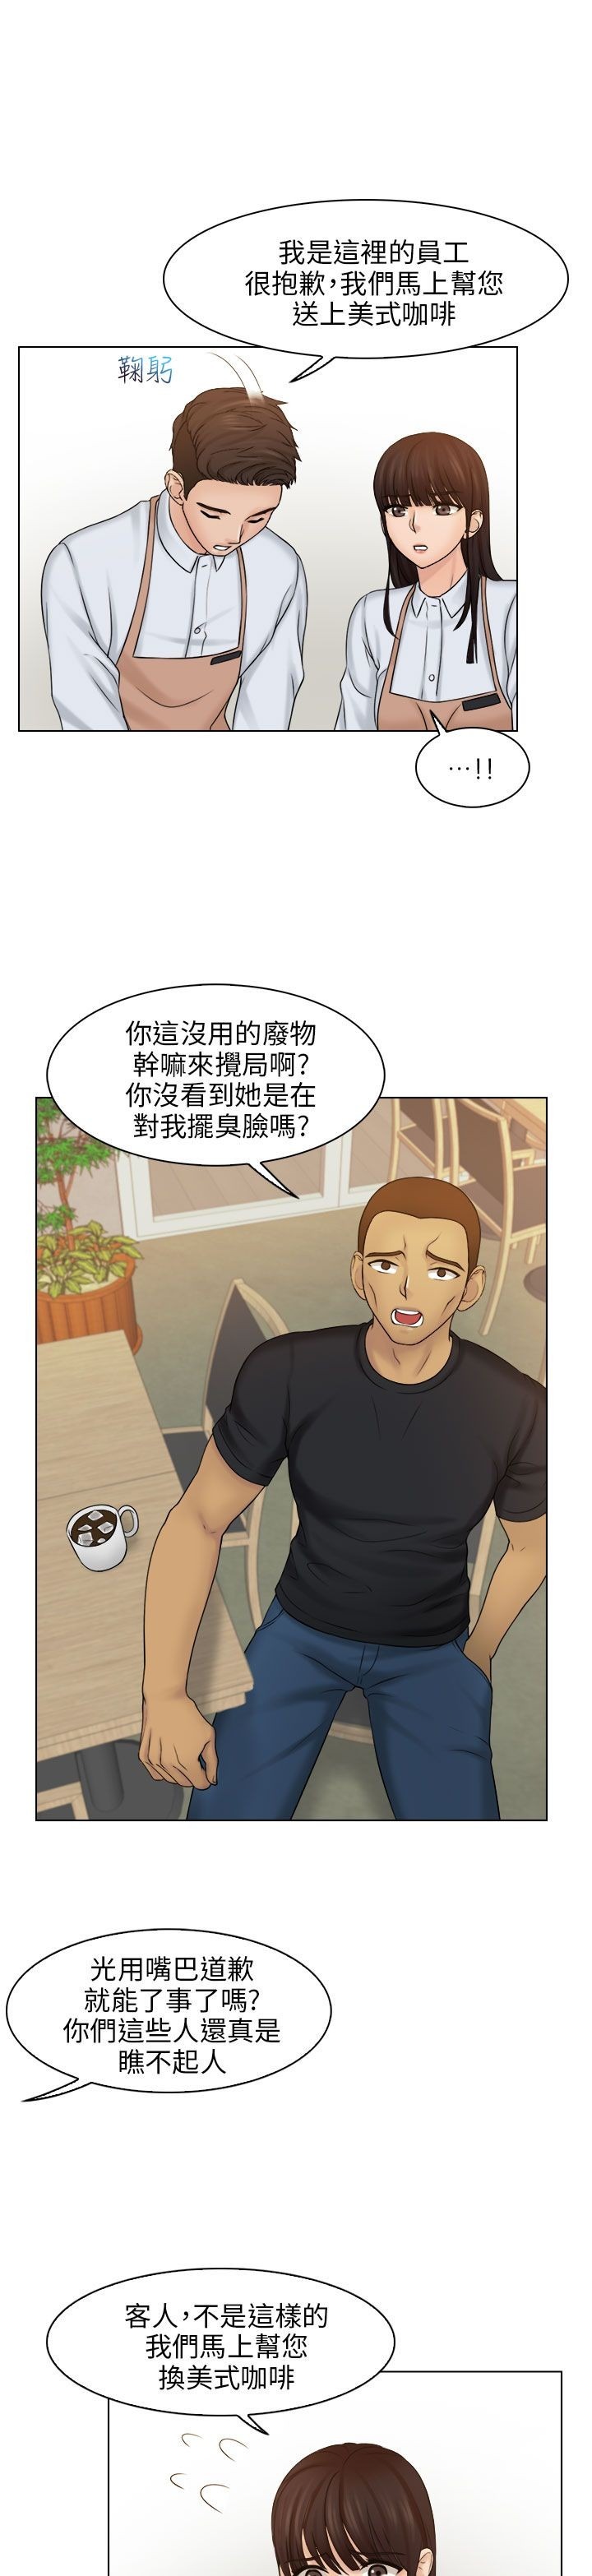 我是這裡的員工
很抱歉,我們馬上幫您
送上美式咖啡
鞠躬
…!!
你這沒用的廢物
幹嘛來攪局啊?
你沒看到她是在
對我擺臭臉嗎?
光用嘴巴道歉
就能了事了嗎?
你們這些人還真是
瞧不起人
客人,不是這樣的
我們馬上幫您
換美式咖啡